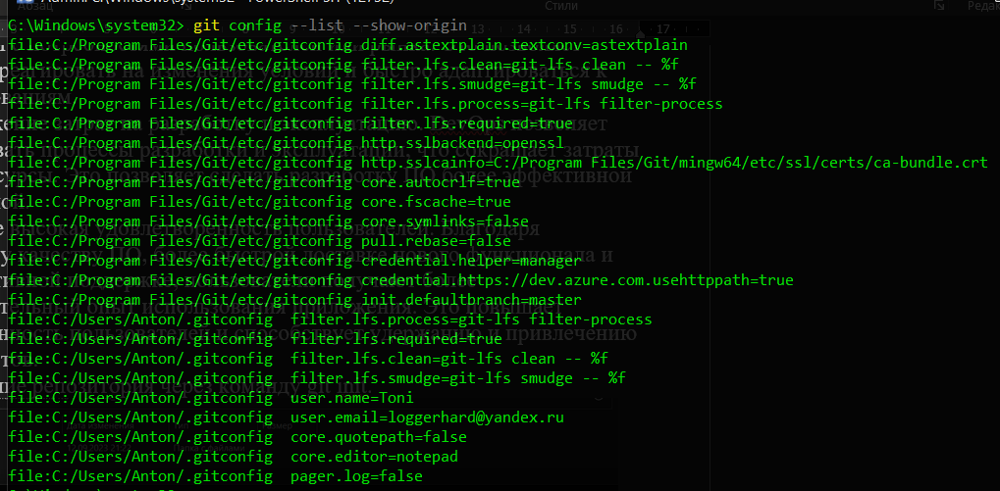 C:\Windows\system32> git config --list --show-origin
file:C:/Program Files/Git/etc/gitconfig diff.astextplain.textconv=astextplain
file:C:/Program Files/Git/etc/gitconfig filter.lfs.clean=git-lfs clean -- %f
file:C:/Program Files/Git/etc/gitconfig filter.lfs.smudge=git-lfs smudge -- %f
file:C:/Program Files/Git/etc/gitconfig filter.lfs.process=git-lfs filter-process
file:C:/Program Files/Git/etc/gitconfig filter.lfs.required=true
file:C:/Program Files/Git/etc/gitconfig http.sslbackend=openssl
file:C:/Program Files/Git/etc/gitconfig http.sslcainfo=C:/Program Files/Git/mingw64/etc/ssl/certs/ca-bundle.crt
file:C:/Program Files/Git/etc/gitconfig core.autocrlf=true
file:C:/Program Files/Git/etc/gitconfig core.fscache=true
file:C:/Program Files/Git/etc/gitconfig core.symlinks=false
file:C:/Program Files/Git/etc/gitconfig pull.rebase=false
file:C:/Program Files/Git/etc/gitconfig credential.helper=manager
file:C:/Program Files/Git/etc/gitconfig credential.https://dev.azure.com.usehttppath=true
file:C:/Program Files/Git/etc/gitconfig init.defaultbranch=master
file:C:/Users/Anton/.gitconfig  filter.lfs.process=git-lfs filter-process
file:C:/Users/Anton/.gitconfig  filter.lfs.required=true
file:C:/Users/Anton/.gitconfig  filter.lfs.clean=git-lfs clean -- %f
file:C:/Users/Anton/.gitconfig  filter.lfs.smudge=git-lfs smudge -- %f
file:C:/Users/Anton/.gitconfig  user.name=Toni
file:C:/Users/Anton/.gitconfig  user.email=loggerhard@yandex.ru
file:C:/Users/Anton/.gitconfig  core.quotepath=false
file:C:/Users/Anton/.gitconfig  core.editor=notepad
file:C:/Users/Anton/.gitconfig  pager.log=false